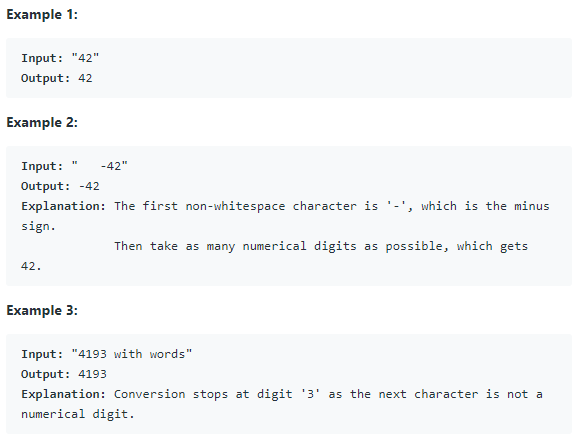 Example 1:
Input: "42"
Output: 42
Example 2:
Input: "   -42"
Output: -42
Explanation: The first non-whitespace character is '-', which is the minus
sign.
Then take as many numerical digits as possible, which gets
42.
Example 3:
Input: "4193 with words"
Output: 4193
Explanation: Conversion stops at digit '3' as the next character is not a
numerical digit.